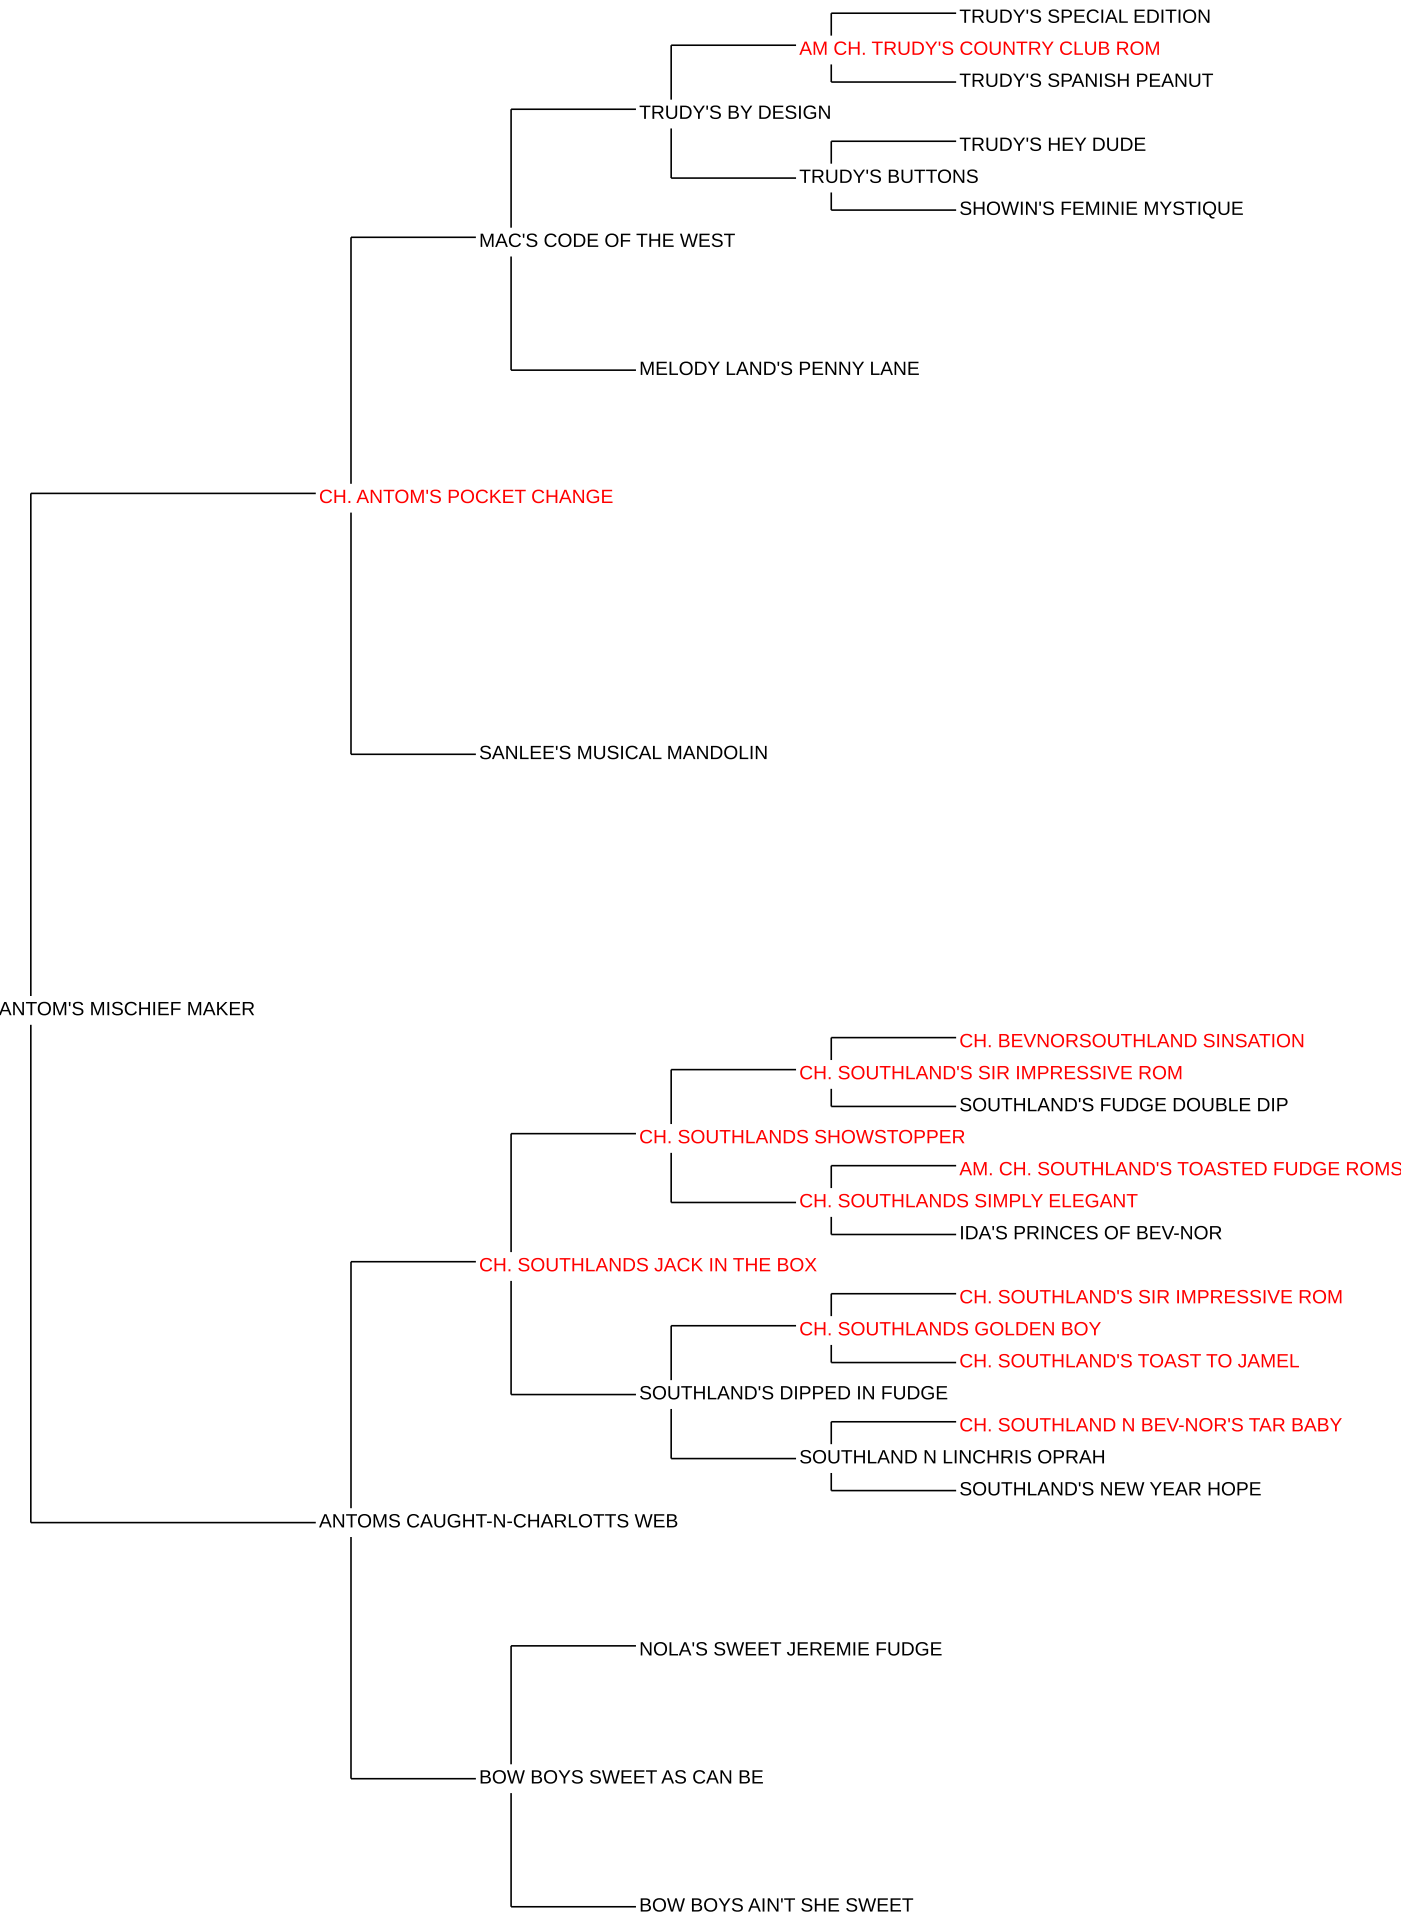 TRUDY'S SPECIAL EDITION
AM CH. TRUDY'S COUNTRY CLUB ROM
TRUDY'S SPANISH PEANUT
TRUDY'S BY DESIGN
TRUDY'S HEY DUDE
TRUDY'S BUTTONS
SHOWIN'S FEMINIE MYSTIQUE
MAC'S CODE OF THE WEST
MELODY LAND'S PENNY LANE
CH. ANTOM'S POCKET CHANGE
SANLEE'S MUSICAL MANDOLIN
ANTOM'S MISCHIEF MAKER
CH. BEVNORSOUTHLAND SINSATION
CH. SOUTHLAND'S SIR IMPRESSIVE ROM
SOUTHLAND'S FUDGE DOUBLE DIP
CH. SOUTHLANDS SHOWSTOPPER
AM. CH. SOUTHLAND'S TOASTED FUDGE ROMS
CH. SOUTHLANDS SIMPLY ELEGANT
IDA'S PRINCES OF BEV-NOR
CH. SOUTHLANDS JACK IN THE BOX
CH. SOUTHLAND'S SIR IMPRESSIVE ROM
CH. SOUTHLANDS GOLDEN BOY
CH. SOUTHLAND'S TOAST TO JAMEL
SOUTHLAND'S DIPPED IN FUDGE
CH. SOUTHLAND N BEV-NOR'S TAR BABY
SOUTHLAND N LINCHRIS OPRAH
SOUTHLAND'S NEW YEAR HOPE
ANTOMS CAUGHT-N-CHARLOTTS WEB
NOLA'S SWEET JEREMIE FUDGE
BOW BOYS SWEET AS CAN BE
BOW BOYS AIN'T SHE SWEET